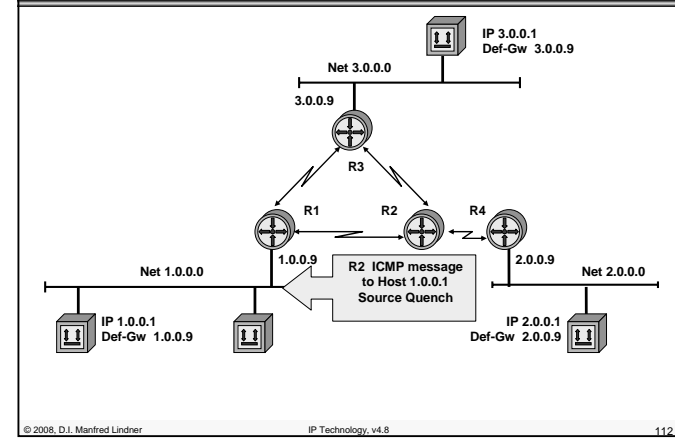 IP 3.0.0.1
Def-Gw 3.0.0.9
Net 3.0.0.0
3.0.0.9
R3
R1
R2
R4
1.0.0.9
2.0.0.9
R2 ICMP message
to Host 1.0.0.1
Source Quench
Net 1.0.0.0
Net 2.0.0.0
IP 1.0.0.1
Def-Gw 1.0.0.9
IP 2.0.0.1
Def-Gw 2.0.0.9
© 2008, D.I. Manfred Lindner
IP Technology, v4.8
112